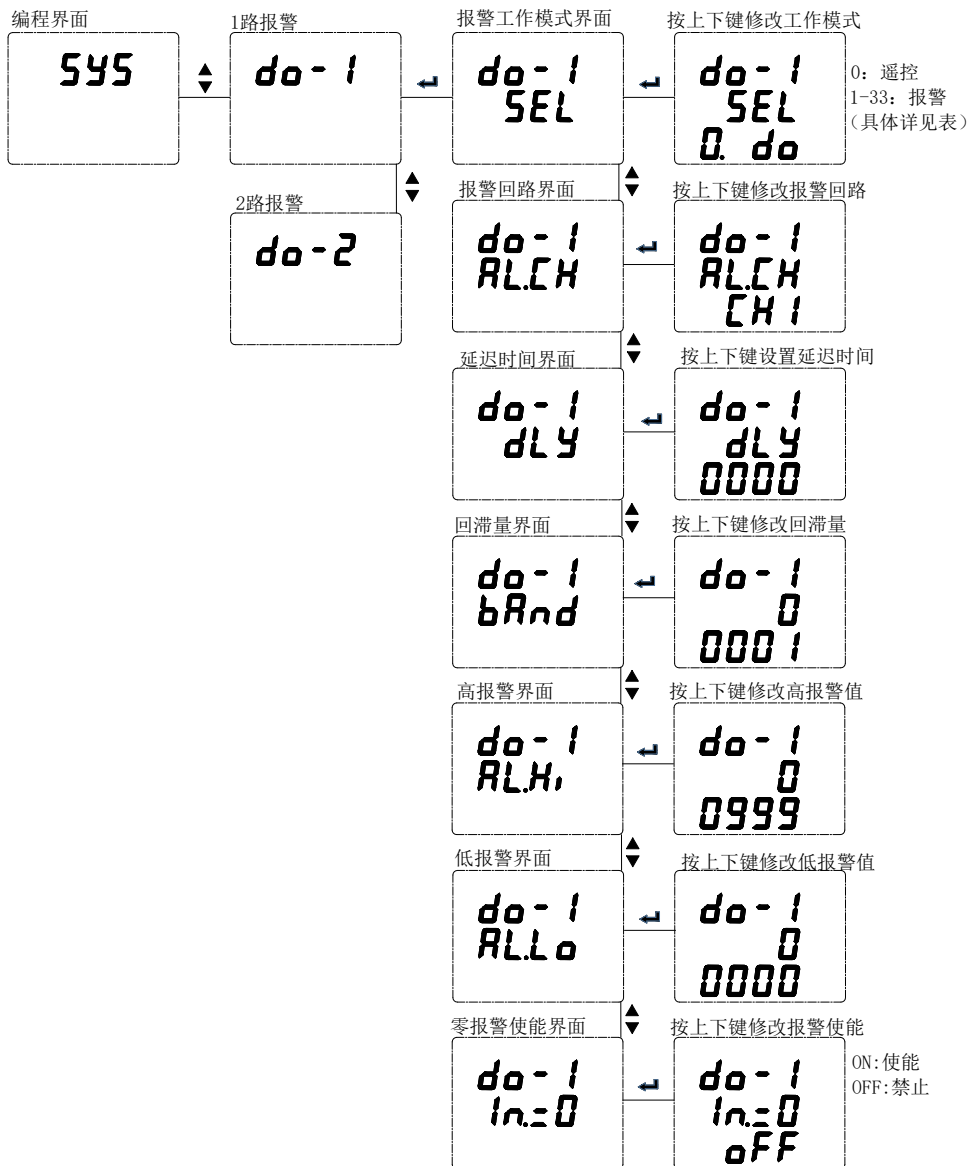 编程界面
SYS
1路报警
do-1
2路报警
do-2
报警工作模式界面
do-1
SEL
按上下键修改工作模式
do-1
SEL
0. do
0：遥控
1-33：报警
（具体详见表）
报警回路界面
do-1
AL.CH
按上下键修改报警回路
do-1
AL.CH
CH1
延迟时间界面
do-1
dLY
按上下键设置延迟时间
do-1
dLY
0000
回滞量界面
do-1
bAnd
按上下键修改回滞量
do-1
0
0001
高报警界面
do-1
AL.Hi
按上下键修改高报警值
do-1
0
0999
低报警界面
do-1
AL.Lo
按上下键修改低报警值
do-1
0
0000
零报警使能界面
do-1
In.=0
按上下键修改报警使能
do-1
In.=0
oFF
ON:使能
OFF:禁止